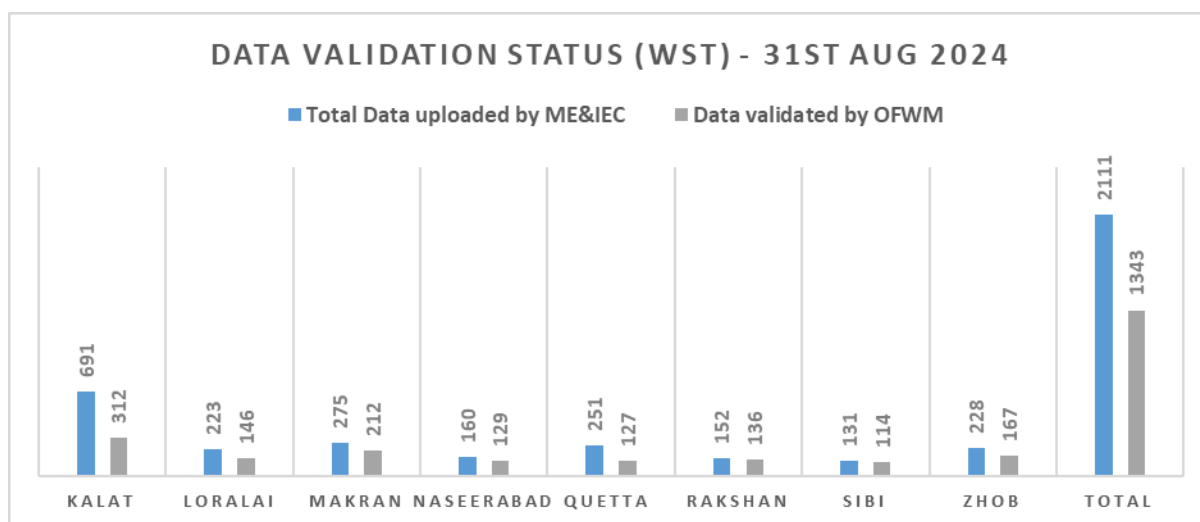 DATA VALIDATION STATUS (WST) - 31ST AUG 2024
Total Data uploaded by ME&IEC Data validated by OFWM
691 312 223 146 275 212 160 129 251 127 152 136 131 114 228 167 2111 1343
KALAT LORALAI MAKRAN NASEERABAD QUETTA RAKSHAN SIBI ZHOB TOTAL